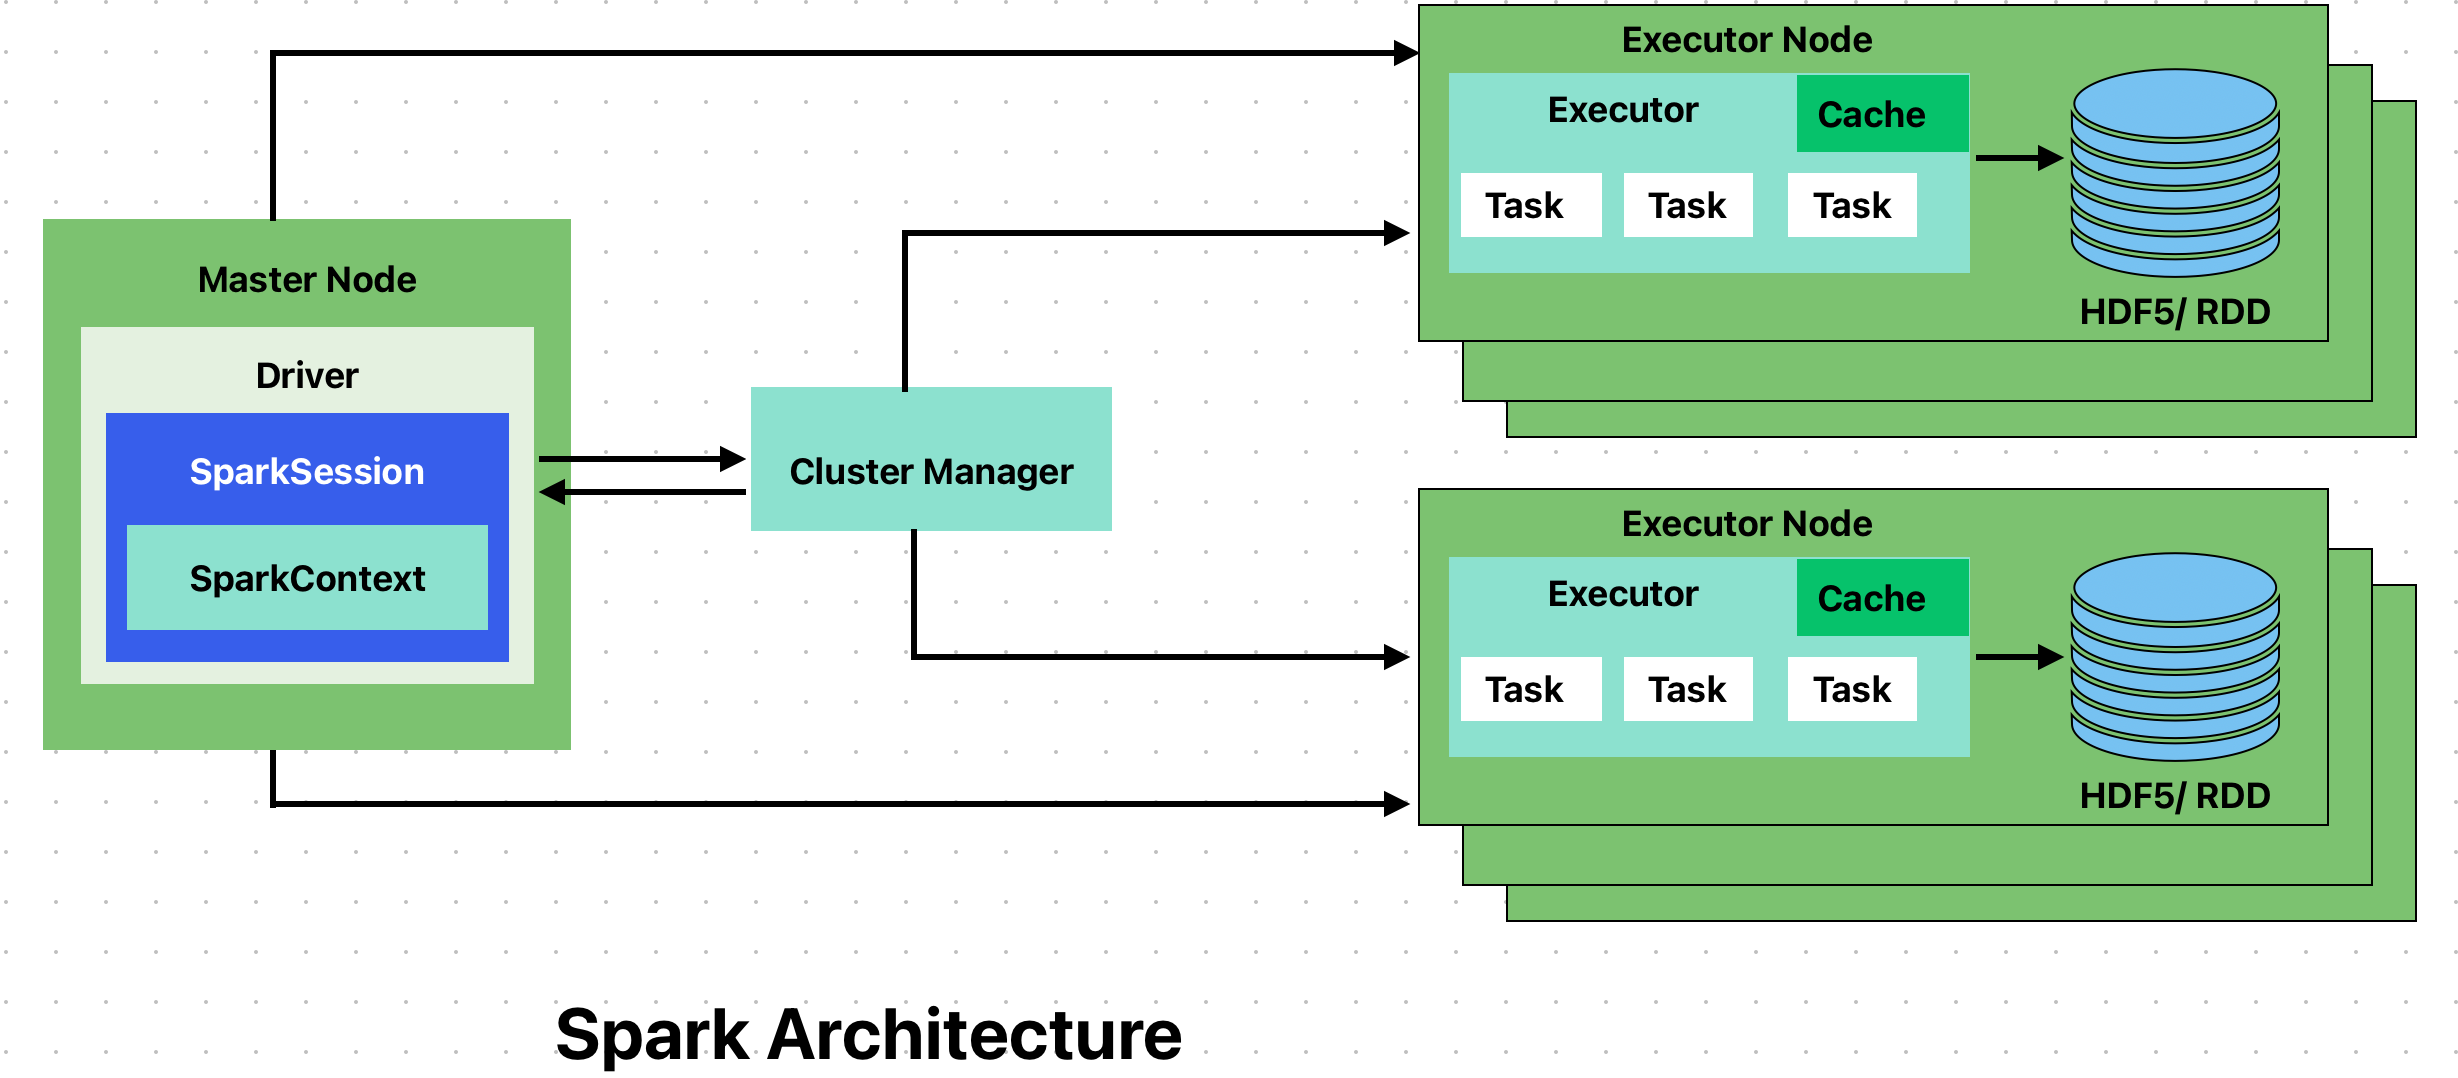 Master Node
Driver
SparkSession
SparkContext
Cluster Manager
Executor Node
Executor
Cache
Task
Task
Task
HDF5/ RDD
Executor Node
Executor
Cache
Task
Task
Task
HDF5/ RDD
Spark Architecture